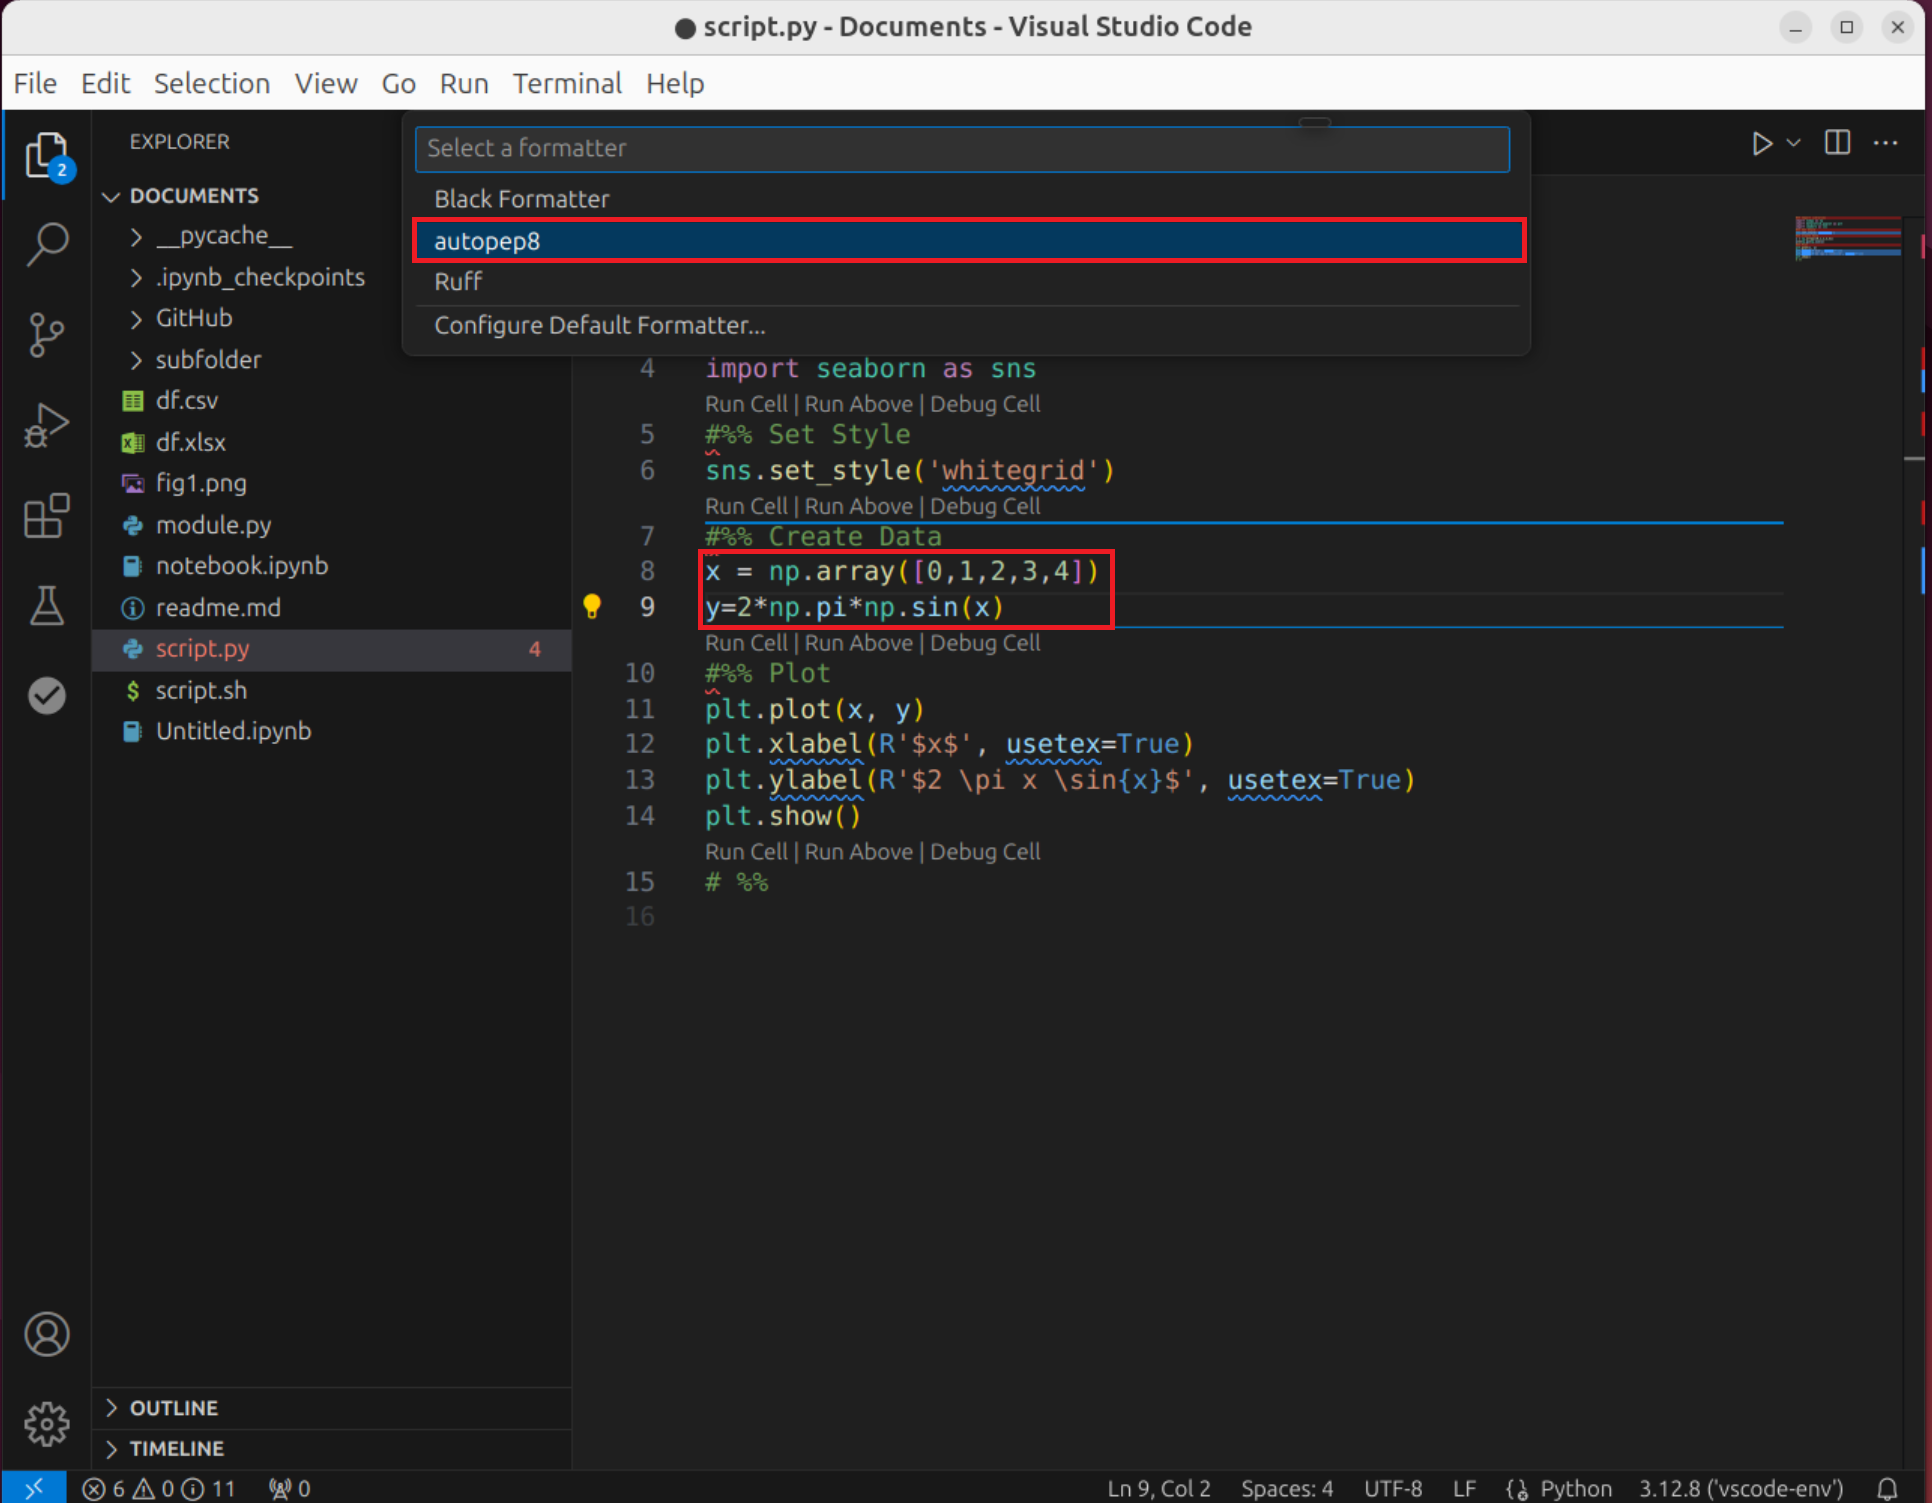 script.py - Documents - Visual Studio Code
File Edit Selection View Go Run Terminal Help
EXPLORER
2
DOCUMENTS
__pycache__
.ipynb_checkpoints
GitHub
subfolder
df.csv
df.xlsx
fig1.png
module.py
notebook.ipynb
readme.md
script.py 4
script.sh
Untitled.ipynb
OUTLINE
TIMELINE
Select a formatter
Black Formatter
autopep8
Ruff
Configure Default Formatter...
4 import seaborn as sns
Run Cell | Run Above | Debug Cell
5 #%% Set Style
6 sns.set_style('whitegrid')
Run Cell | Run Above | Debug Cell
7 #%% Create Data
8 x = np.array([0,1,2,3,4])
9 y=2*np.pi*np.sin(x)
Run Cell | Run Above | Debug Cell
10 #%% Plot
11 plt.plot(x, y)
12 plt.xlabel(R'$x$', usetex=True)
13 plt.ylabel(R'$2 \pi x \sin{x}$', usetex=True)
14 plt.show()
Run Cell | Run Above | Debug Cell
15 # %%
16
6 0 11 0 Ln 9, Col 2 Spaces: 4 UTF-8 LF Python 3.12.8 ('vscode-env')